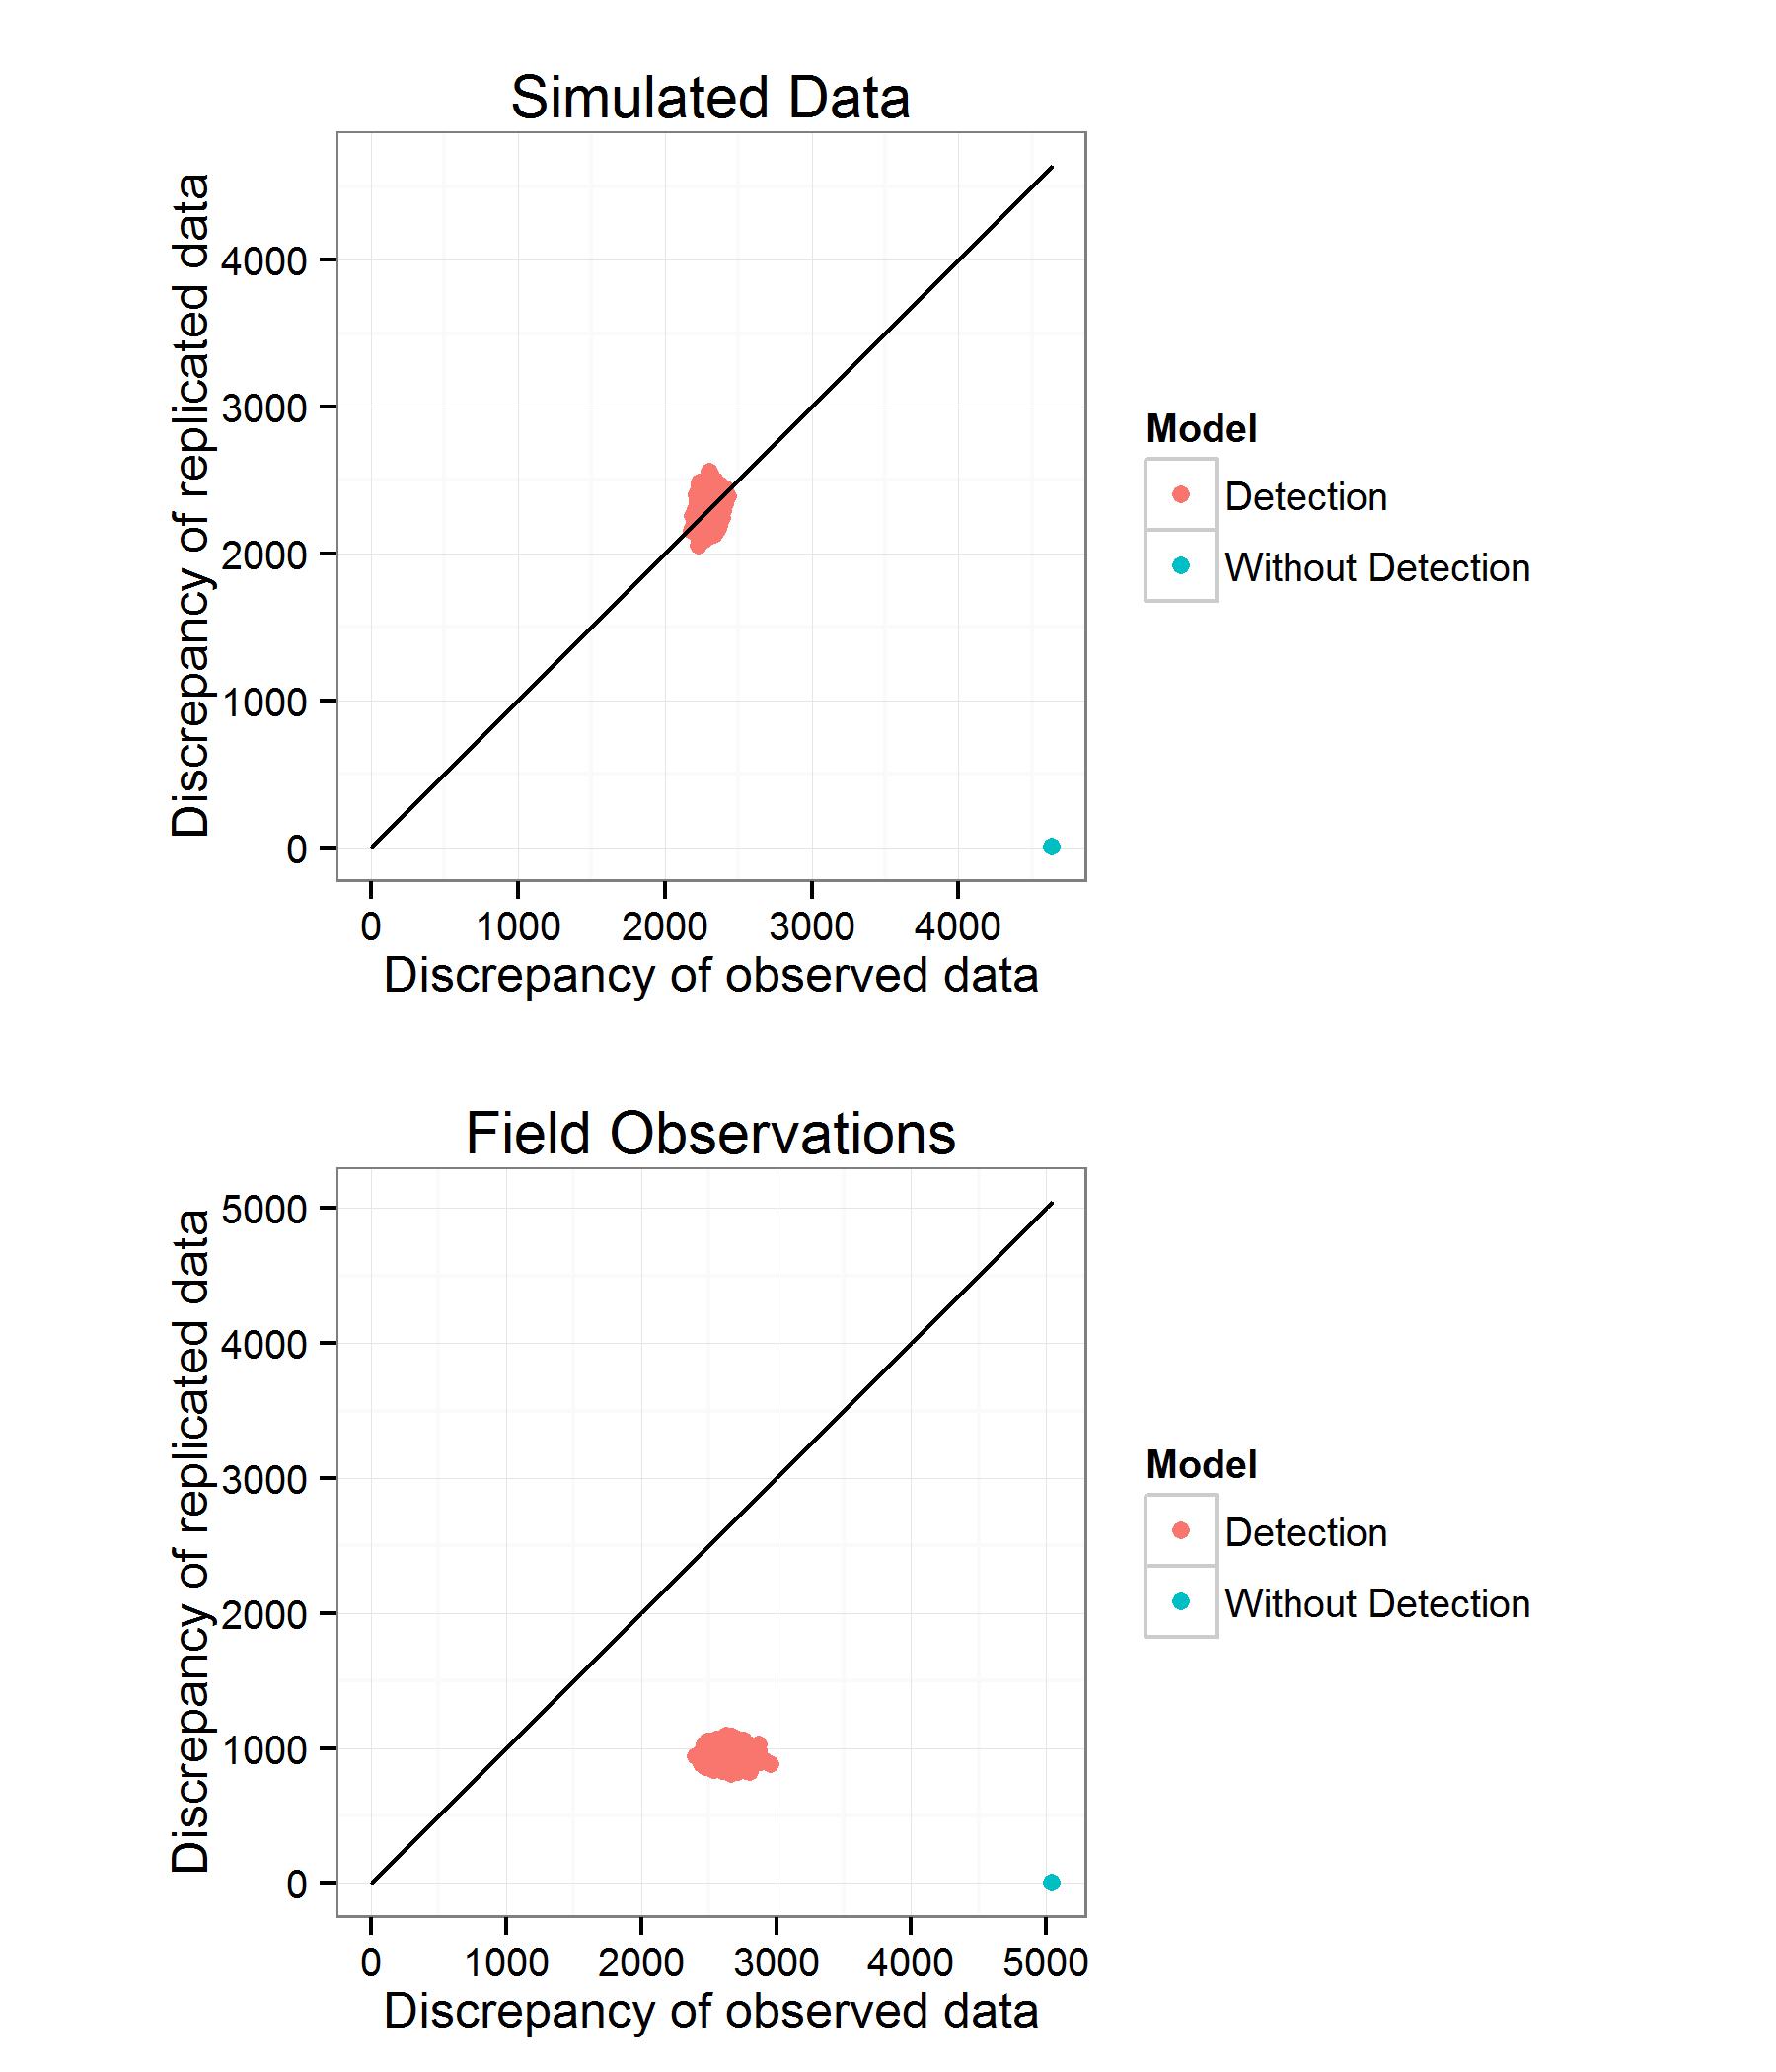 Simulated Data
Discrepancy of replicated data
4000
3000
2000
1000
0
0 1000 2000 3000 4000
Discrepancy of observed data
Model
Detection
Without Detection
Field Observations
Discrepancy of replicated data
5000
4000
3000
2000
1000
0
0 1000 2000 3000 4000 5000
Discrepancy of observed data
Model
Detection
Without Detection